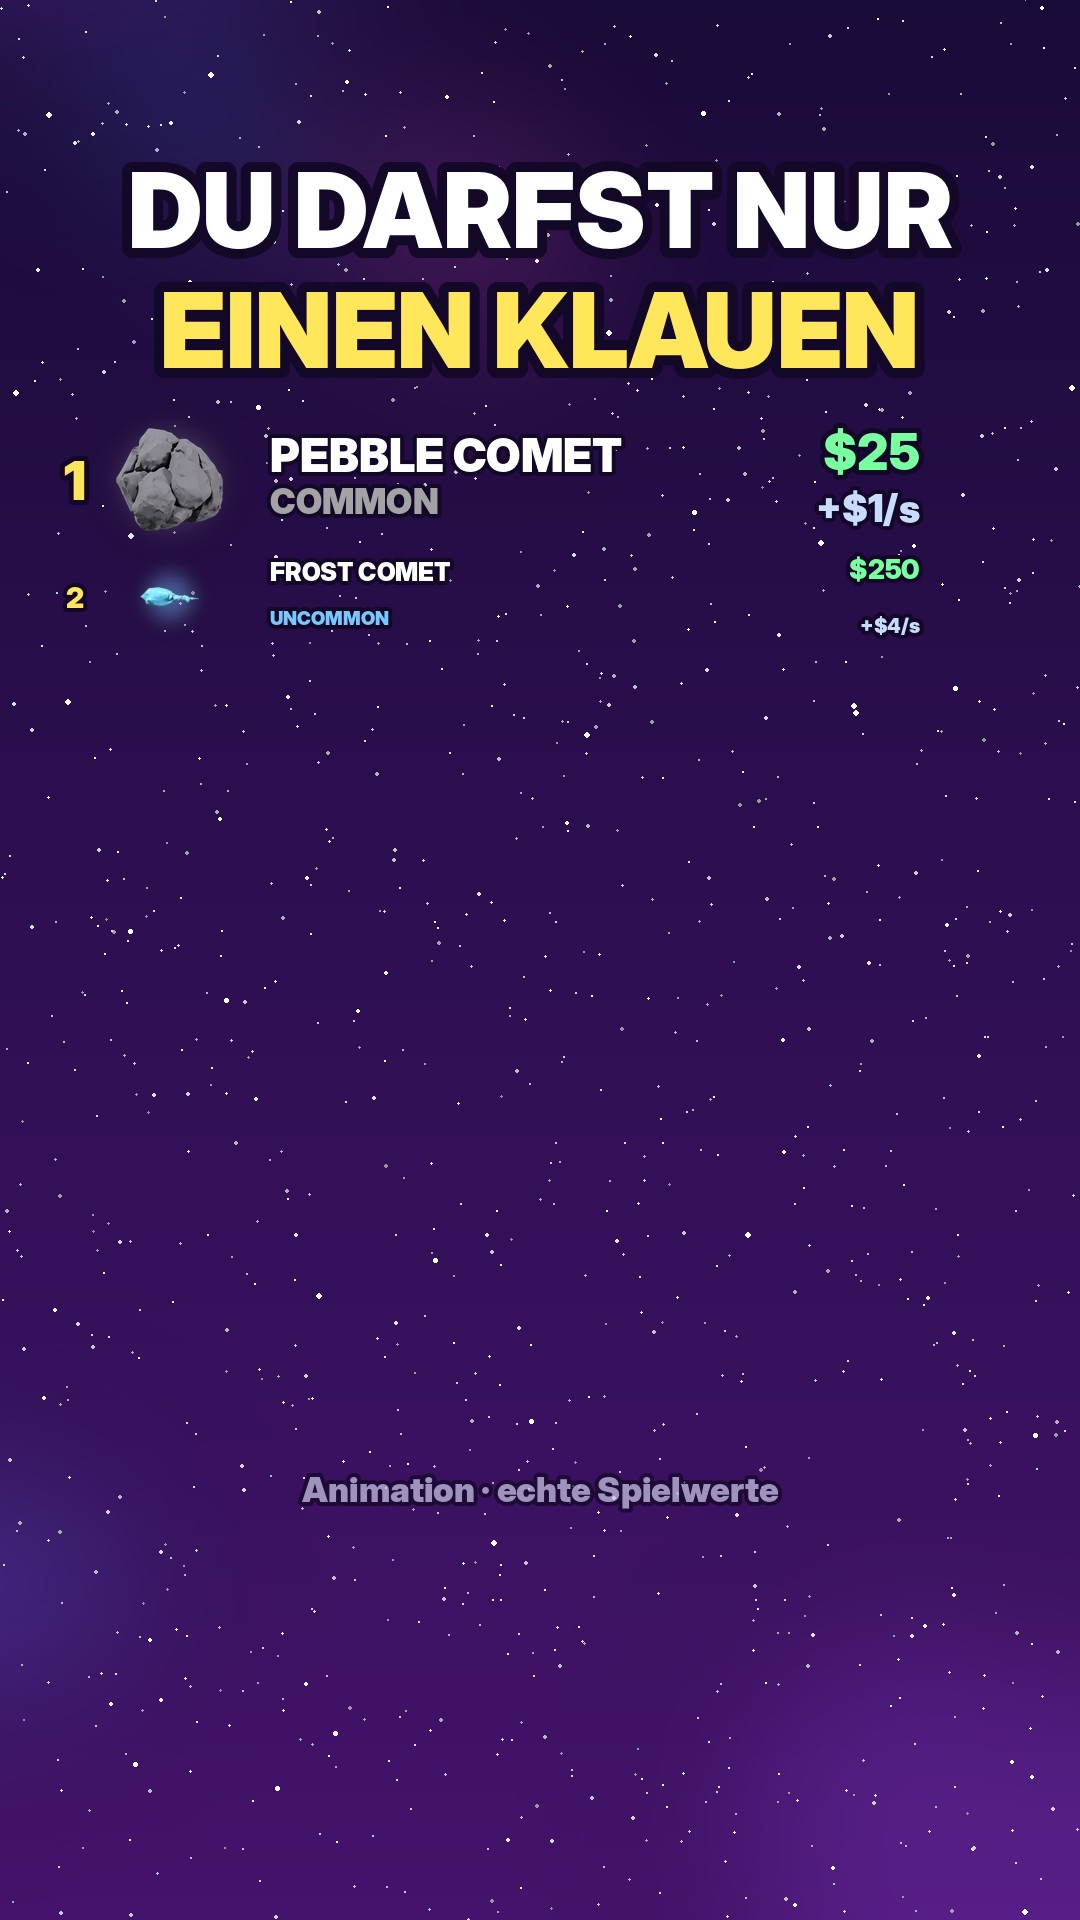 DU DARFST NUR
EINEN KLAUEN
1 PEBBLE COMET $25
COMMON +$1/s
2 FROST COMET $250
UNCOMMON +$4/s
Animation · echte Spielwerte